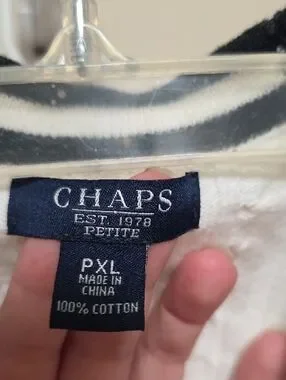 CHAPS
EST. 1978
PETITE
PXL
MADE IN
CHINA
100% COTTON